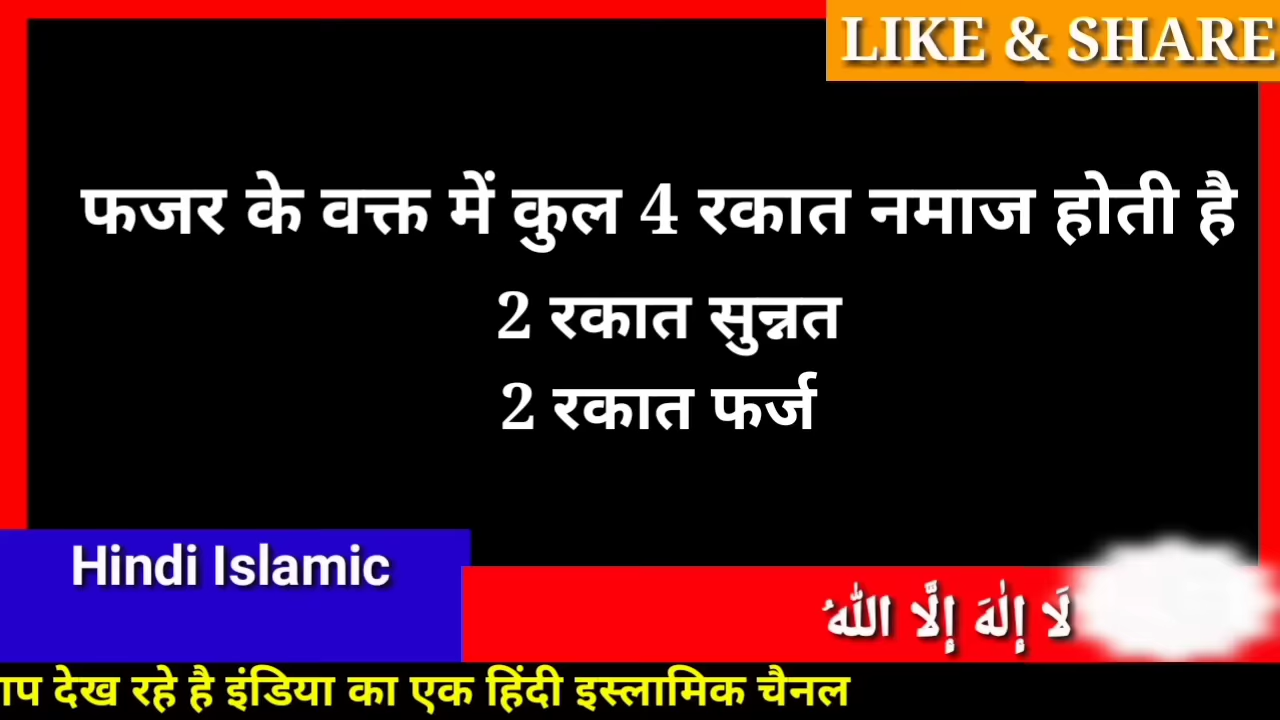 LIKE & SHARE
फजर के वक्त में कुल 4 रकात नमाज होती है
2 रकात सुन्नत
2 रकात फर्ज
Hindi Islamic
لَا إِلٰهَ إِلَّا اللهُ
देख रहे है इंडिया का एक हिंदी इस्लामिक चैनल